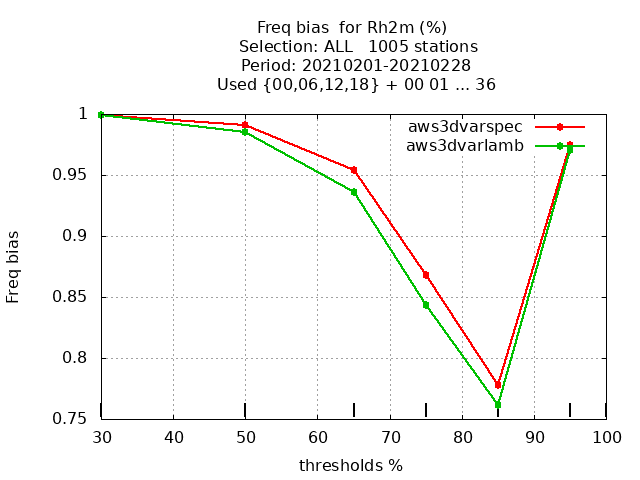 Freq bias  for Rh2m (%)
Selection: ALL   1005 stations
Period: 20210201-20210228
Used {00,06,12,18} + 00 01 ... 36
aws3dvarspec
aws3dvarlamb
1
0.95
0.9
0.85
0.8
0.75
Freq bias
30 40 50 60 70 80 90 100
thresholds %